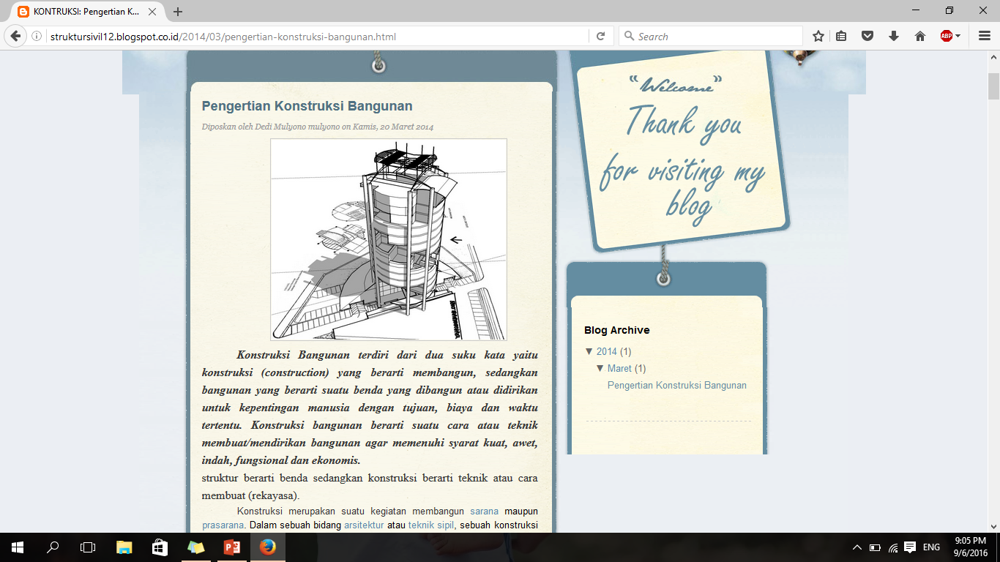 KONTRUKSI: Pengertian K...
struktursivil12.blogspot.co.id/2014/03/pengertian-konstruksi-bangunan.html
Search
ABP
Pengertian Konstruksi Bangunan
Diposkan oleh Dedi Mulyono mulyono on Kamis, 20 Maret 2014
Konstruksi Bangunan terdiri dari dua suku kata yaitu
konstruksi (construction) yang berarti membangun, sedangkan
bangunan yang berarti suatu benda yang dibangun atau didirikan
untuk kepentingan manusia dengan tujuan, biaya dan waktu
tertentu. Konstruksi bangunan berarti suatu cara atau teknik
membuat/mendirikan bangunan agar memenuhi syarat kuat, awet,
indah, fungsional dan ekonomis.
struktur berarti benda sedangkan konstruksi berarti teknik atau cara
membuat (rekayasa).
Konstruksi merupakan suatu kegiatan membangun sarana maupun
prasarana. Dalam sebuah bidang arsitektur atau teknik sipil, sebuah konstruksi
“Welcome”
Thank you
for visiting my
blog
Blog Archive
▼ 2014 (1)
▼ Maret (1)
Pengertian Konstruksi Bangunan
ENG
9:05 PM
9/6/2016